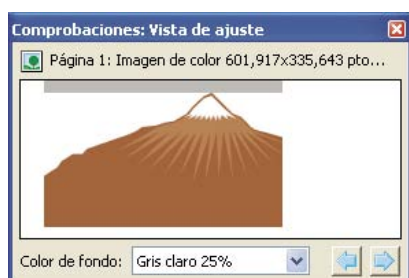 Comprobaciones: Vista de ajuste
Página 1: Imagen de color 601,917x335,643 pto...
Color de fondo: Gris claro 25%